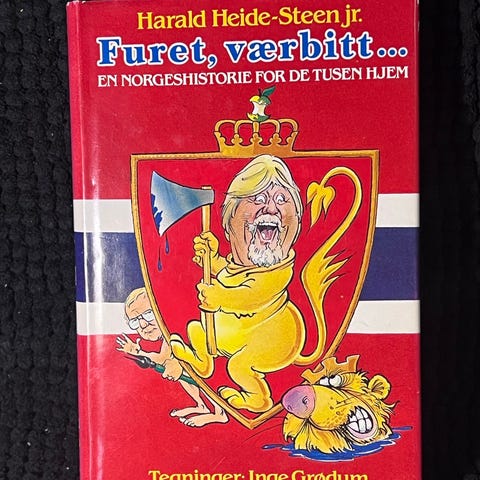 Harald Heide-Steen jr.
Furet, værbitt...
EN NORGESHISTORIE FOR DE TUSEN HJEM
Tegninger: Inge Grødum